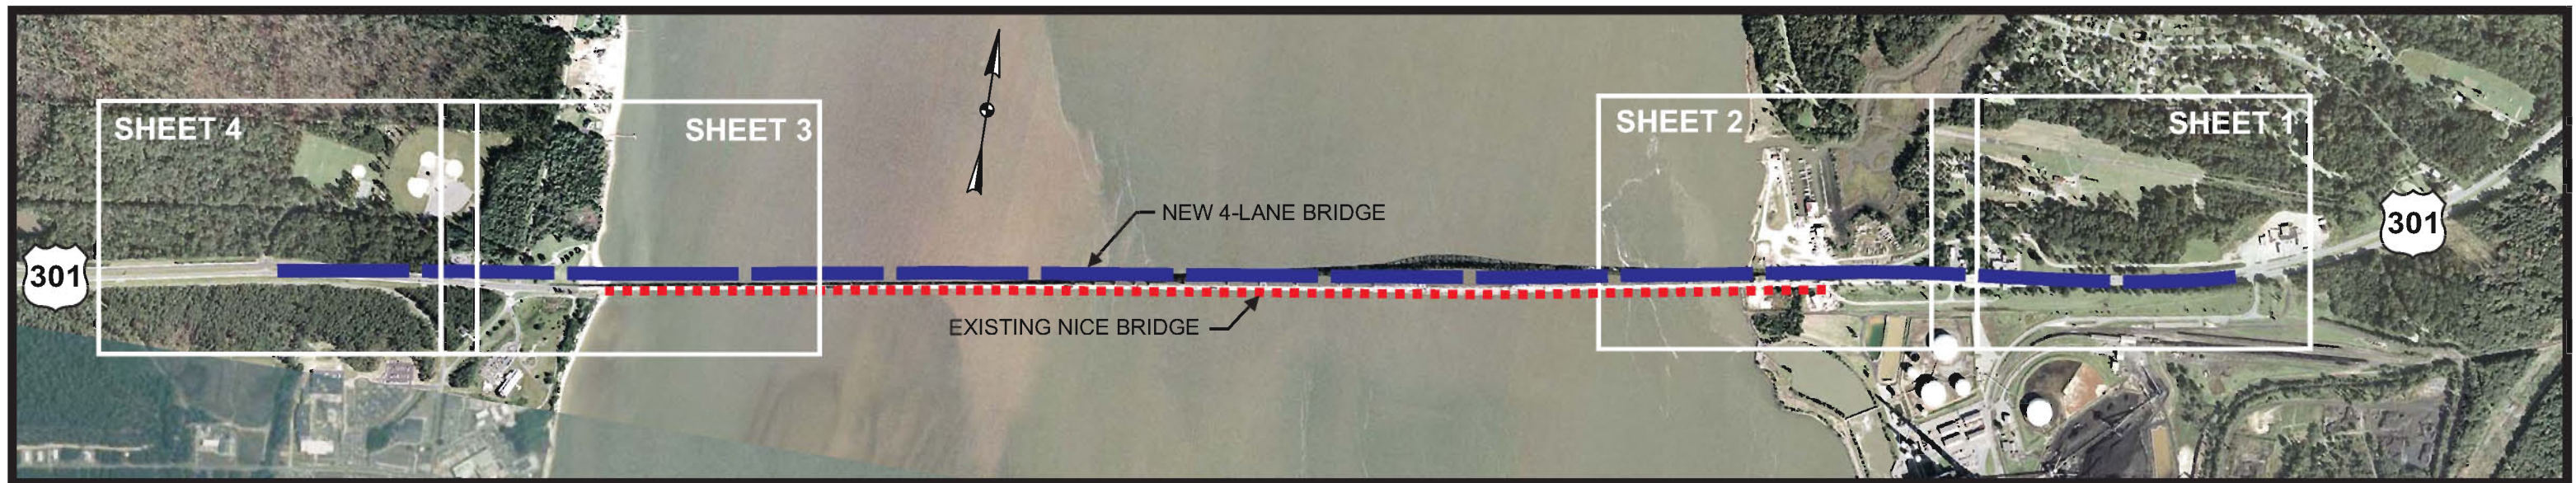 SHEET 4
SHEET 3
SHEET 2
SHEET 1
NEW 4-LANE BRIDGE
301
301
EXISTING NICE BRIDGE